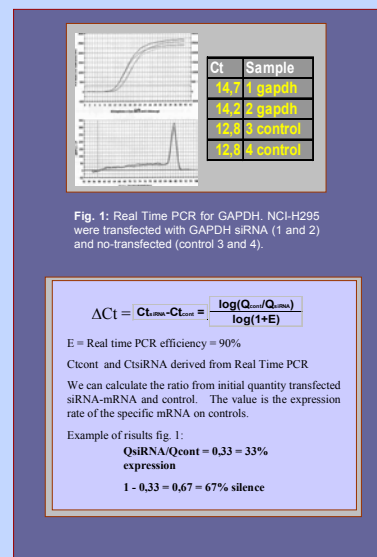 Ct Sample
14,7 1 gapdh
14,2 2 gapdh
12,8 3 control
12,8 4 control
Fig. 1: Real Time PCR for GAPDH. NCI-H295
were transfected with GAPDH siRNA (1 and 2)
and no-transfected (control 3 and 4).
ΔCt = CtsiRNA-Ctcont = log(Qcont/QsiRNA)
log(1+E)
E = Real time PCR efficiency = 90%
Ctcont and CtsiRNA derived from Real Time PCR
We can calculate the ratio from initial quantity transfected
siRNA-mRNA and control. The value is the expression
rate of the specific mRNA on controls.
Example of risults fig. 1:
QsiRNA/Qcont = 0,33 = 33%
expression
1 - 0,33 = 0,67 = 67% silence